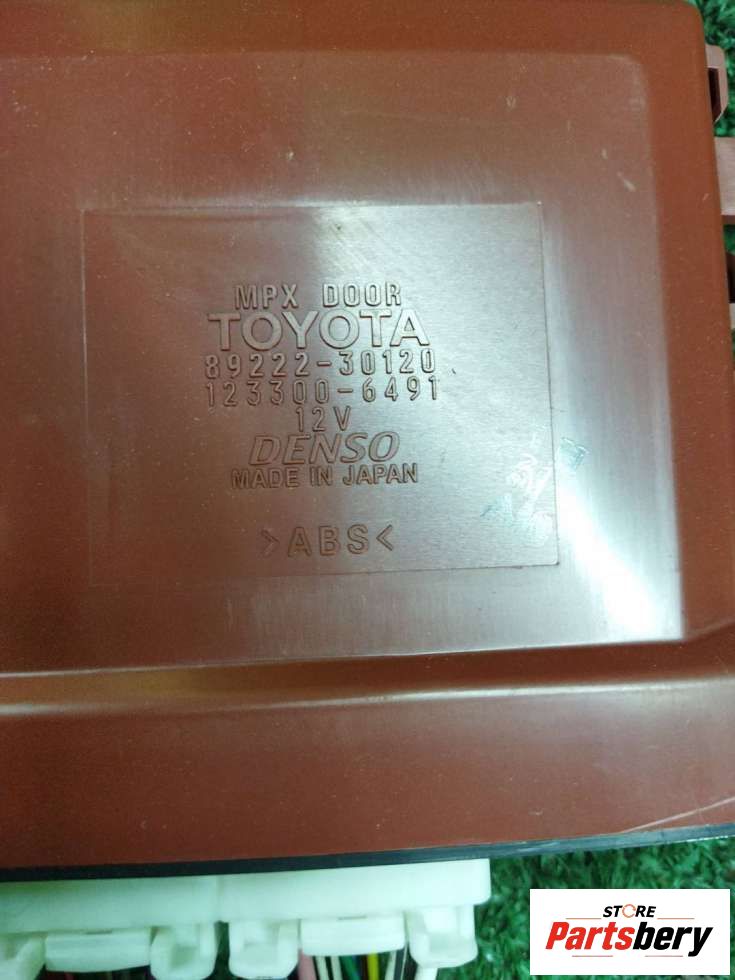 MPX DOOR
TOYOTA
89222-30120
123300-6491
12V
DENSO
MADE IN JAPAN
>ABS<
STORE
Partsbery